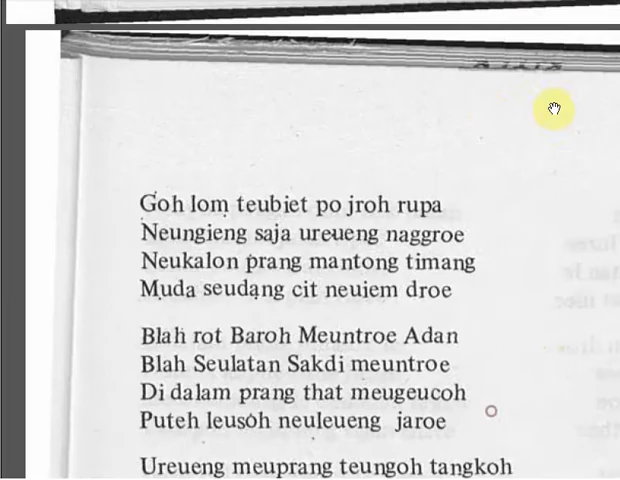 Goh lom teubiet po jroh rupa
Neungieng saja ureueng naggroe
Neukalon prang mantong timang
Muda seudang cit neuiem droe
Blah rot Baroh Meuntroe Adan
Blah Seulatan Sakdi meuntroe
Di dalam prang that meugeucoh
Puteh leusoh neuleueng jaroe
Ureueng meuprang teungoh tangkoh